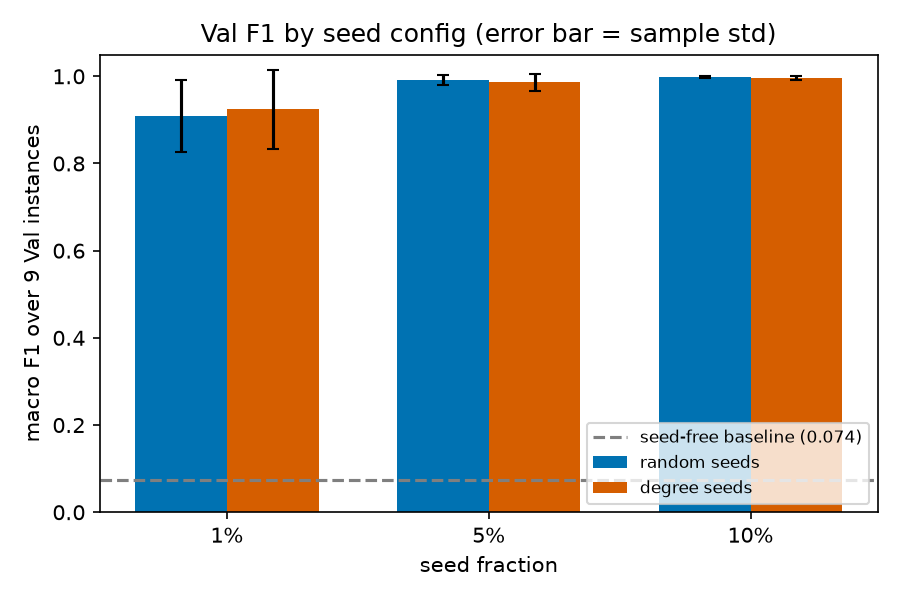 Val F1 by seed config (error bar = sample std)
macro F1 over 9 Val instances
1.0
0.8
0.6
0.4
0.2
0.0
seed-free baseline (0.074)
random seeds
degree seeds
1%
5%
10%
seed fraction